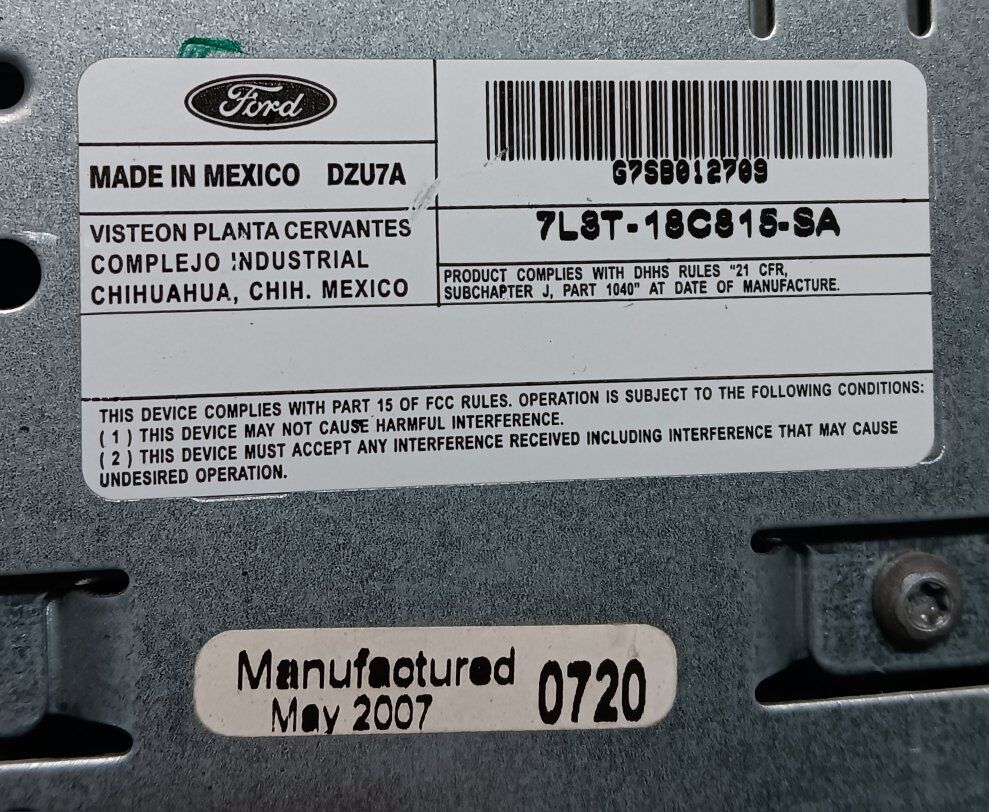 Ford
MADE IN MEXICO DZU7A
VISTEON PLANTA CERVANTES
COMPLEJO INDUSTRIAL
CHIHUAHUA, CHIH. MEXICO
G7SB012709
7L3T-18C815-SA
PRODUCT COMPLIES WITH DHHS RULES "21 CFR,
SUBCHAPTER J, PART 1040" AT DATE OF MANUFACTURE.
THIS DEVICE COMPLIES WITH PART 15 OF FCC RULES. OPERATION IS SUBJECT TO THE FOLLOWING CONDITIONS:
( 1 ) THIS DEVICE MAY NOT CAUSE HARMFUL INTERFERENCE.
( 2 ) THIS DEVICE MUST ACCEPT ANY INTERFERENCE RECEIVED INCLUDING INTERFERENCE THAT MAY CAUSE
UNDESIRED OPERATION.
Manufactured
May 2007
0720